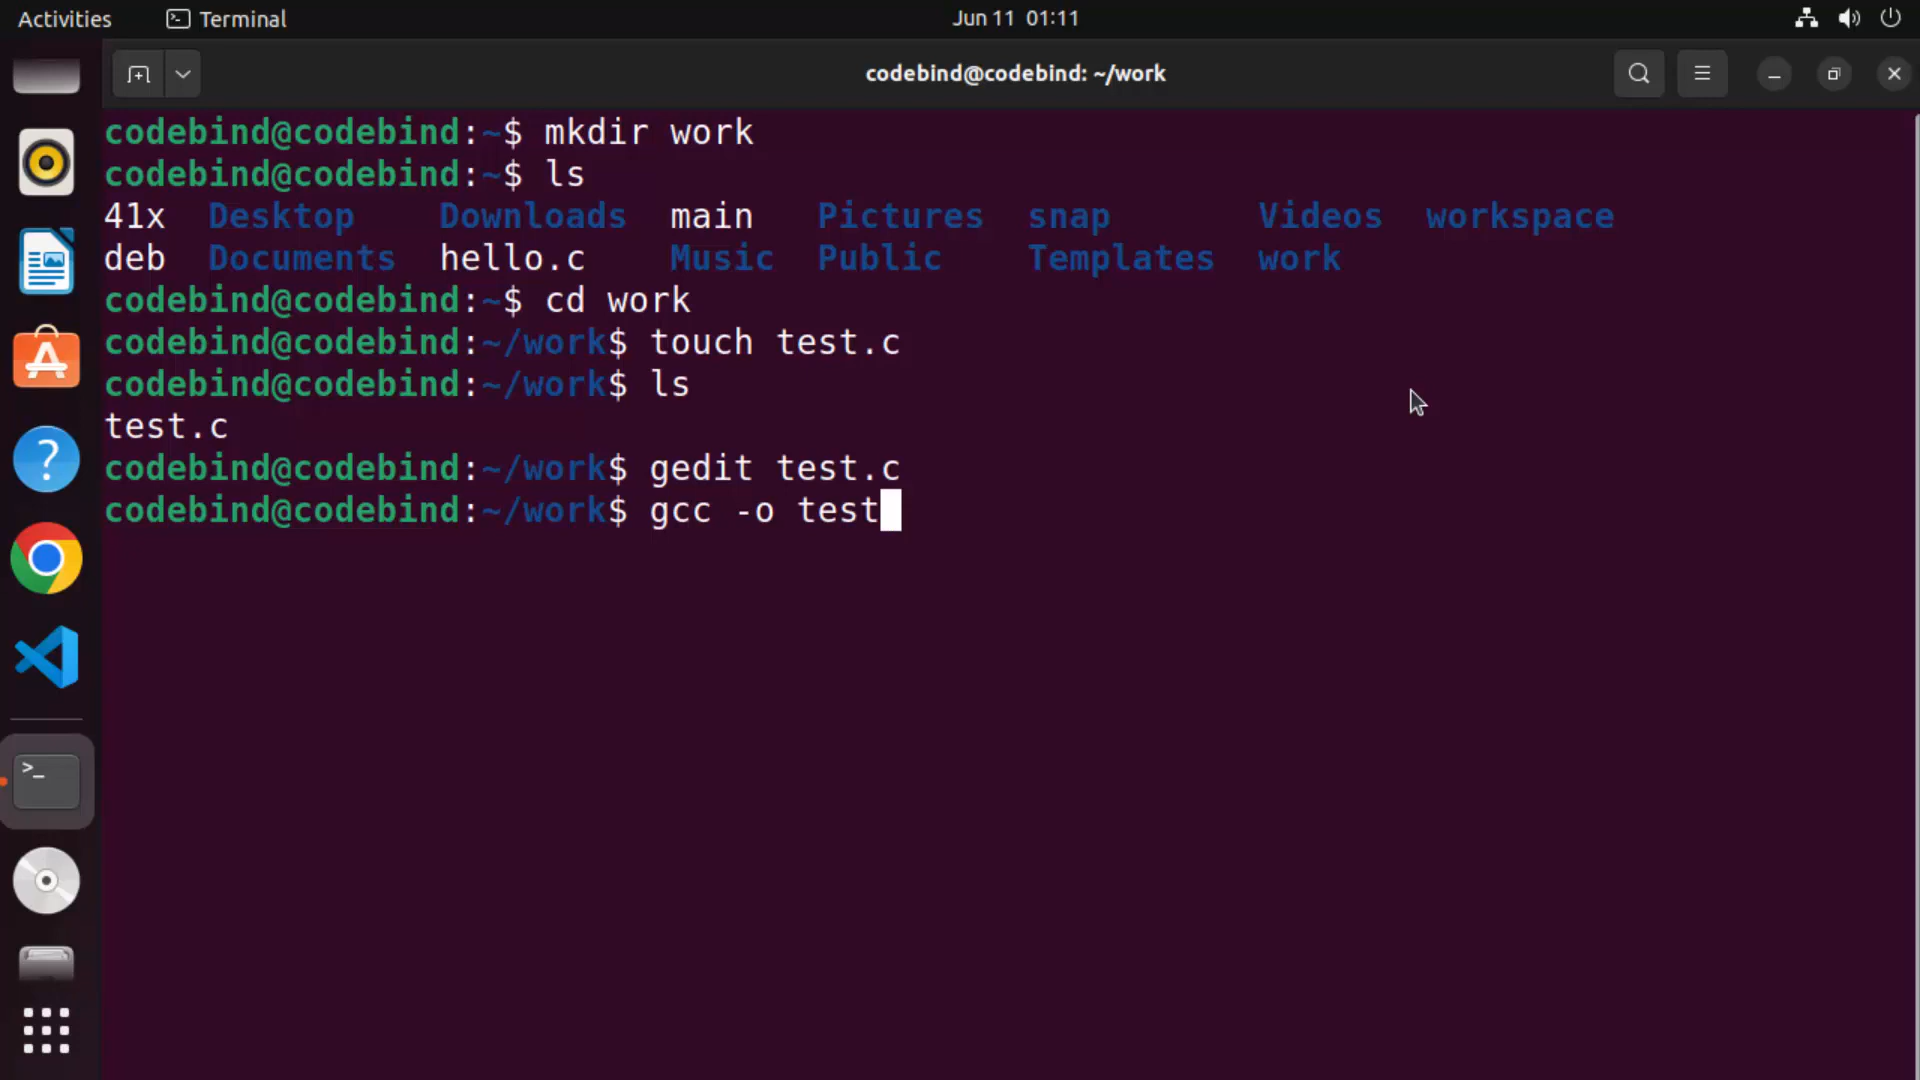 Activities Terminal Jun 11 01:11
codebind@codebind: ~/work
codebind@codebind:~$ mkdir work
codebind@codebind:~$ ls
41x Desktop Downloads main Pictures snap Videos workspace
deb Documents hello.c Music Public Templates work
codebind@codebind:~$ cd work
codebind@codebind:~/work$ touch test.c
codebind@codebind:~/work$ ls
test.c
codebind@codebind:~/work$ gedit test.c
codebind@codebind:~/work$ gcc -o test